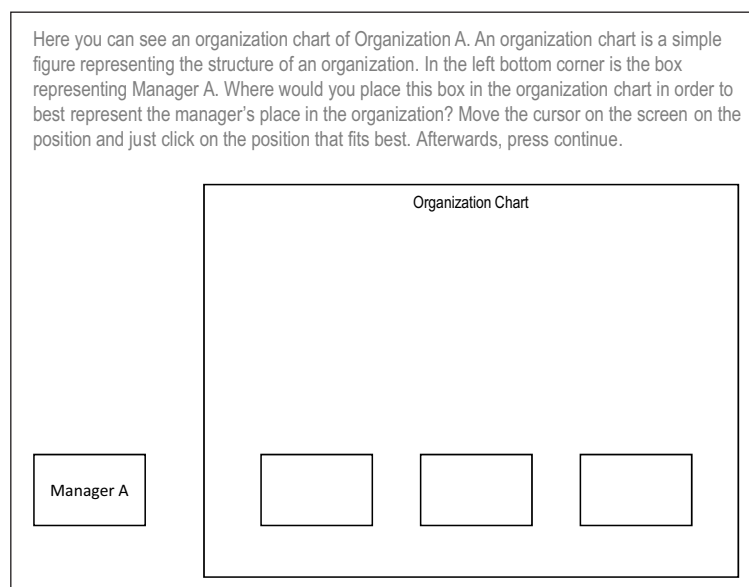 Here you can see an organization chart of Organization A. An organization chart is a simple
figure representing the structure of an organization. In the left bottom corner is the box
representing Manager A. Where would you place this box in the organization chart in order to
best represent the manager's place in the organization? Move the cursor on the screen on the
position and just click on the position that fits best. Afterwards, press continue.
Organization Chart
Manager A